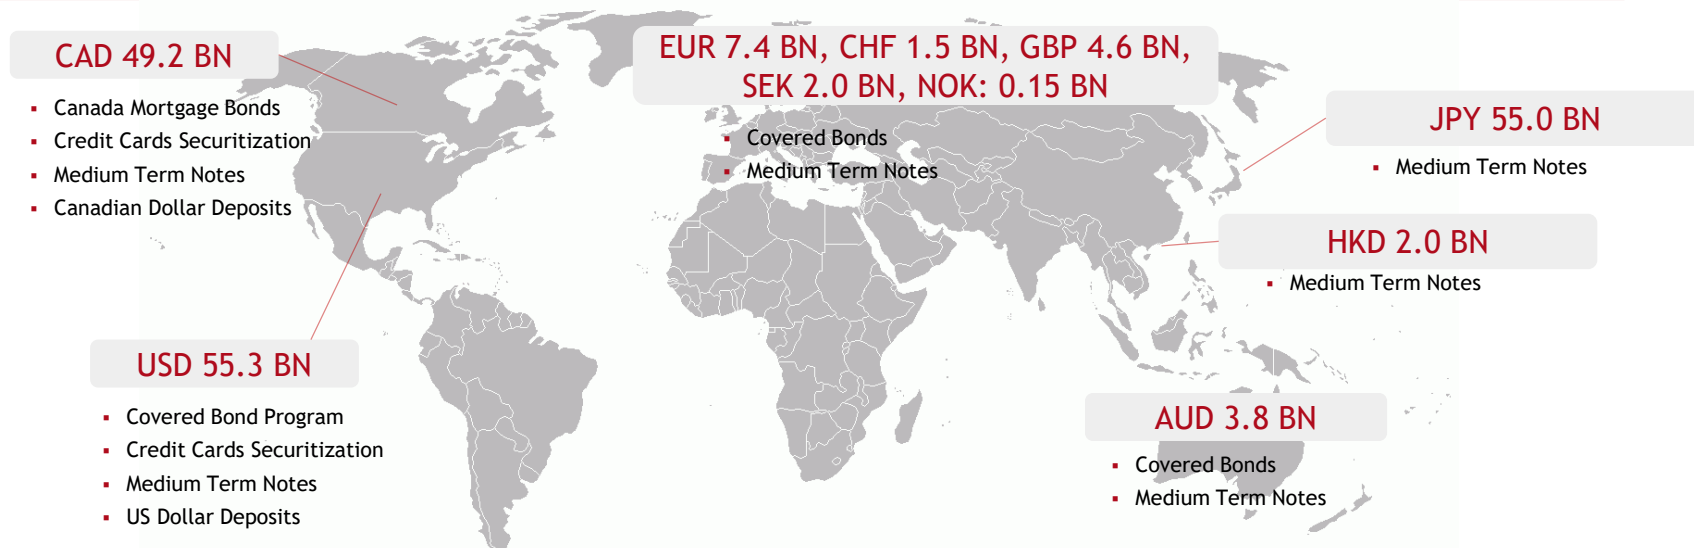 CAD 49.2 BN
▪ Canada Mortgage Bonds
▪ Credit Cards Securitization
▪ Medium Term Notes
▪ Canadian Dollar Deposits
USD 55.3 BN
▪ Covered Bond Program
▪ Credit Cards Securitization
▪ Medium Term Notes
▪ US Dollar Deposits
EUR 7.4 BN, CHF 1.5 BN, GBP 4.6 BN,
SEK 2.0 BN, NOK: 0.15 BN
▪ Covered Bonds
▪ Medium Term Notes
JPY 55.0 BN
▪ Medium Term Notes
HKD 2.0 BN
▪ Medium Term Notes
AUD 3.8 BN
▪ Covered Bonds
▪ Medium Term Notes